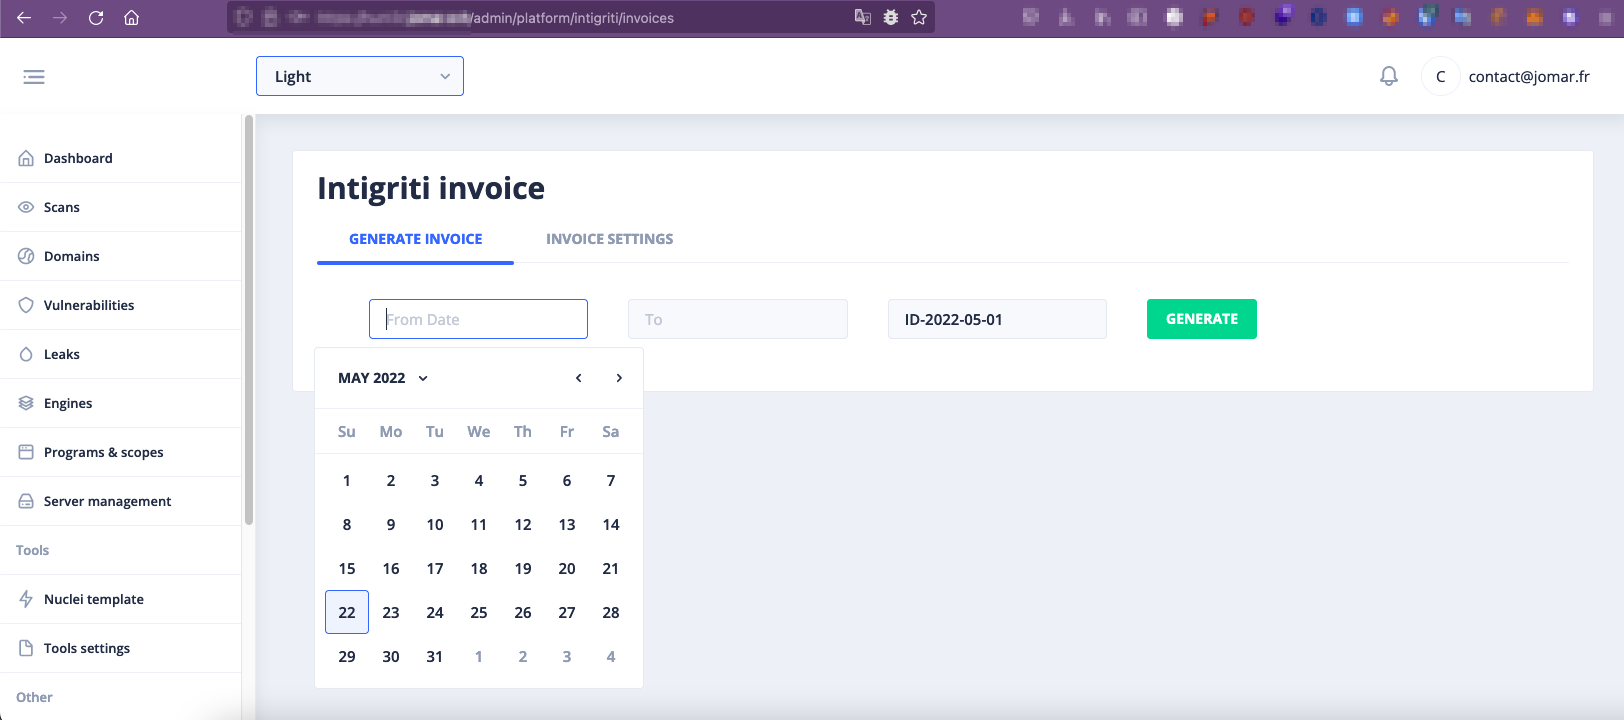 /admin/platform/intigriti/invoices
Light
C contact@jomar.fr
Dashboard
Scans
Domains
Vulnerabilities
Leaks
Engines
Programs & scopes
Server management
Tools
Nuclei template
Tools settings
Other
Intigriti invoice
GENERATE INVOICE INVOICE SETTINGS
From Date To ID-2022-05-01 GENERATE
MAY 2022
Su Mo Tu We Th Fr Sa
1 2 3 4 5 6 7
8 9 10 11 12 13 14
15 16 17 18 19 20 21
22 23 24 25 26 27 28
29 30 31 1 2 3 4